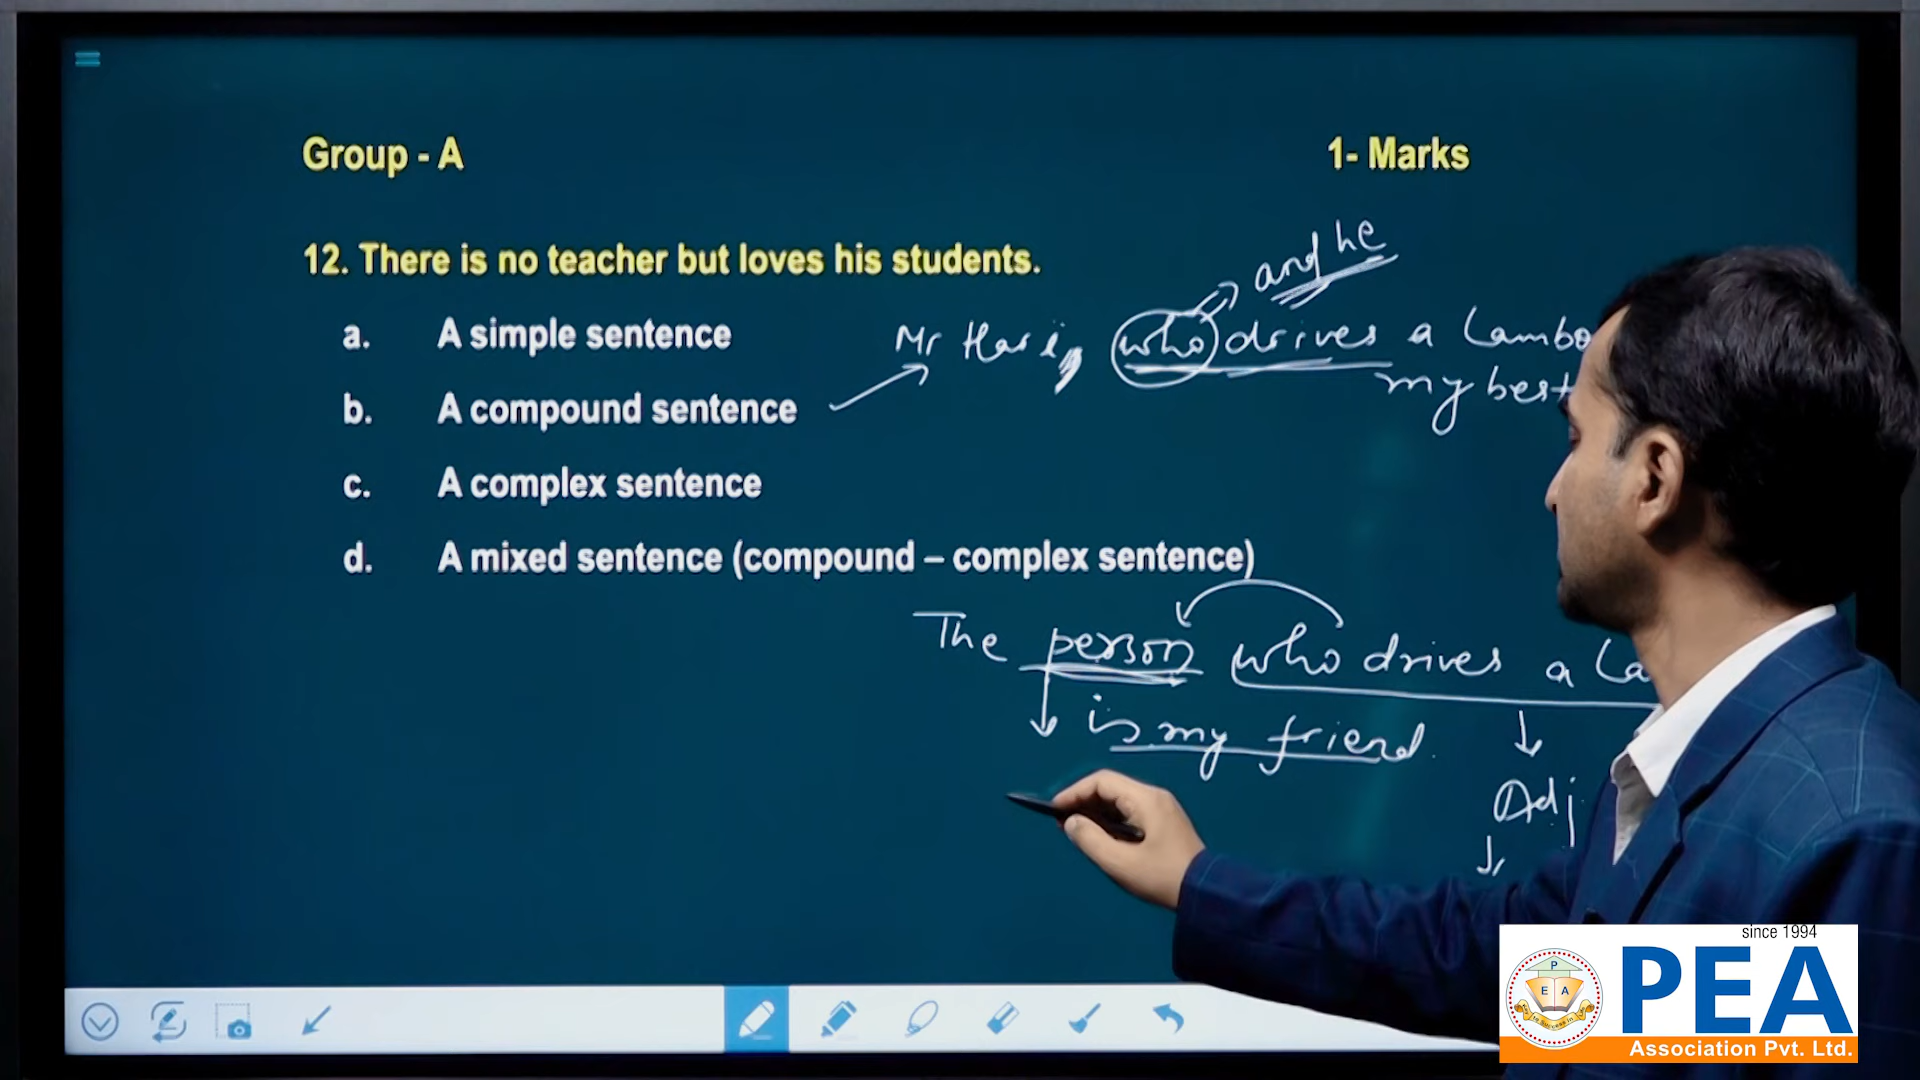 Group - A
1- Marks
12. There is no teacher but loves his students.
a. A simple sentence
b. A compound sentence
c. A complex sentence
d. A mixed sentence (compound – complex sentence)
and he
Mr Hari, who drives a Lambo
my best
The person who drives a La
is my friend.
Adj
since 1994
P
E A
PEA
Association Pvt. Ltd.